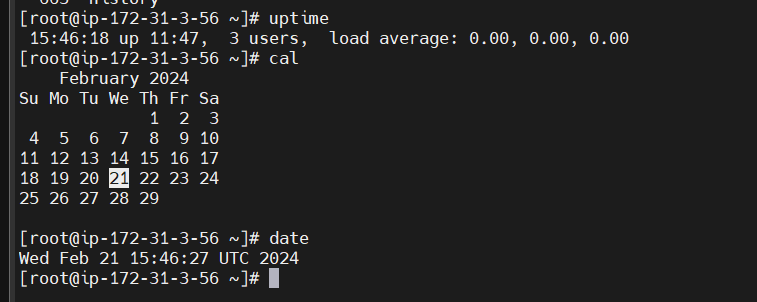 [root@ip-172-31-3-56 ~]# uptime
 15:46:18 up 11:47,  3 users,  load average: 0.00, 0.00, 0.00
[root@ip-172-31-3-56 ~]# cal
    February 2024
Su Mo Tu We Th Fr Sa
             1  2  3
 4  5  6  7  8  9 10
11 12 13 14 15 16 17
18 19 20 21 22 23 24
25 26 27 28 29
[root@ip-172-31-3-56 ~]# date
Wed Feb 21 15:46:27 UTC 2024
[root@ip-172-31-3-56 ~]#